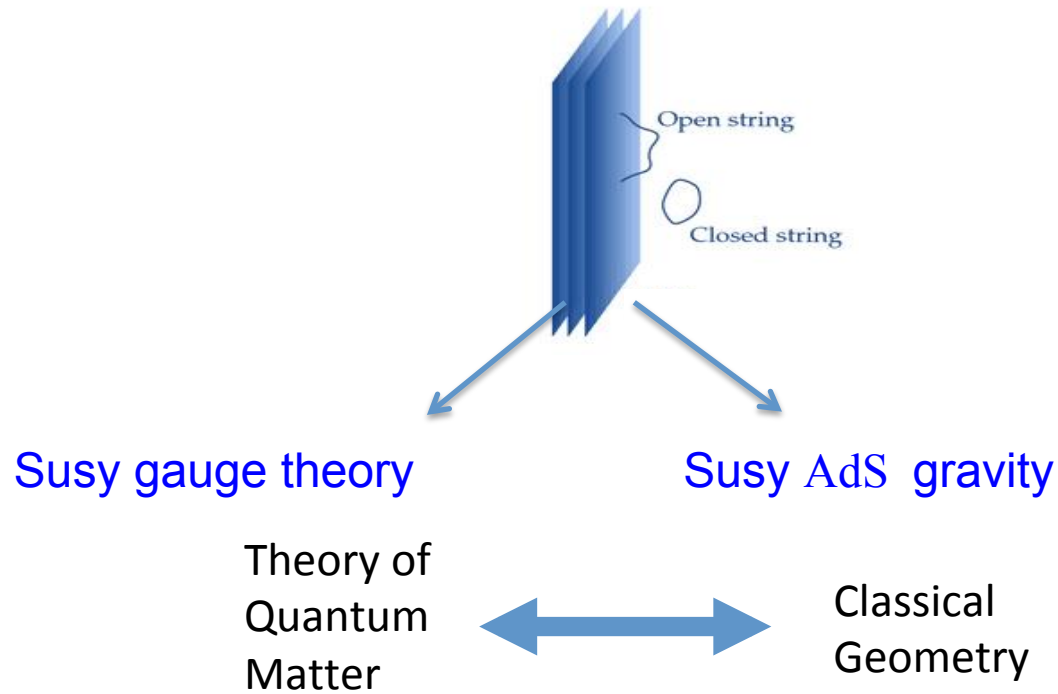 Open string
Closed string
Susy gauge theory
Susy AdS gravity
Theory of
Quantum
Matter
Classical
Geometry